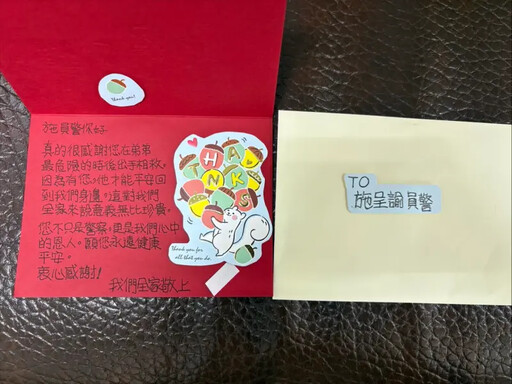 Thank you!
施員警你好
真的很感謝您在弟弟
最危險的時後出手拯救,
因為有您,他才能平安回
到我們身邊,這對我們
全家來說意義無比珍貴。
您不只是警察,更是我們心中
的恩人。願您永遠健康
平安。
衷心感謝!
我們全家敬上
THANKS
thank you for
all that you do.
TO
施呈諭員警